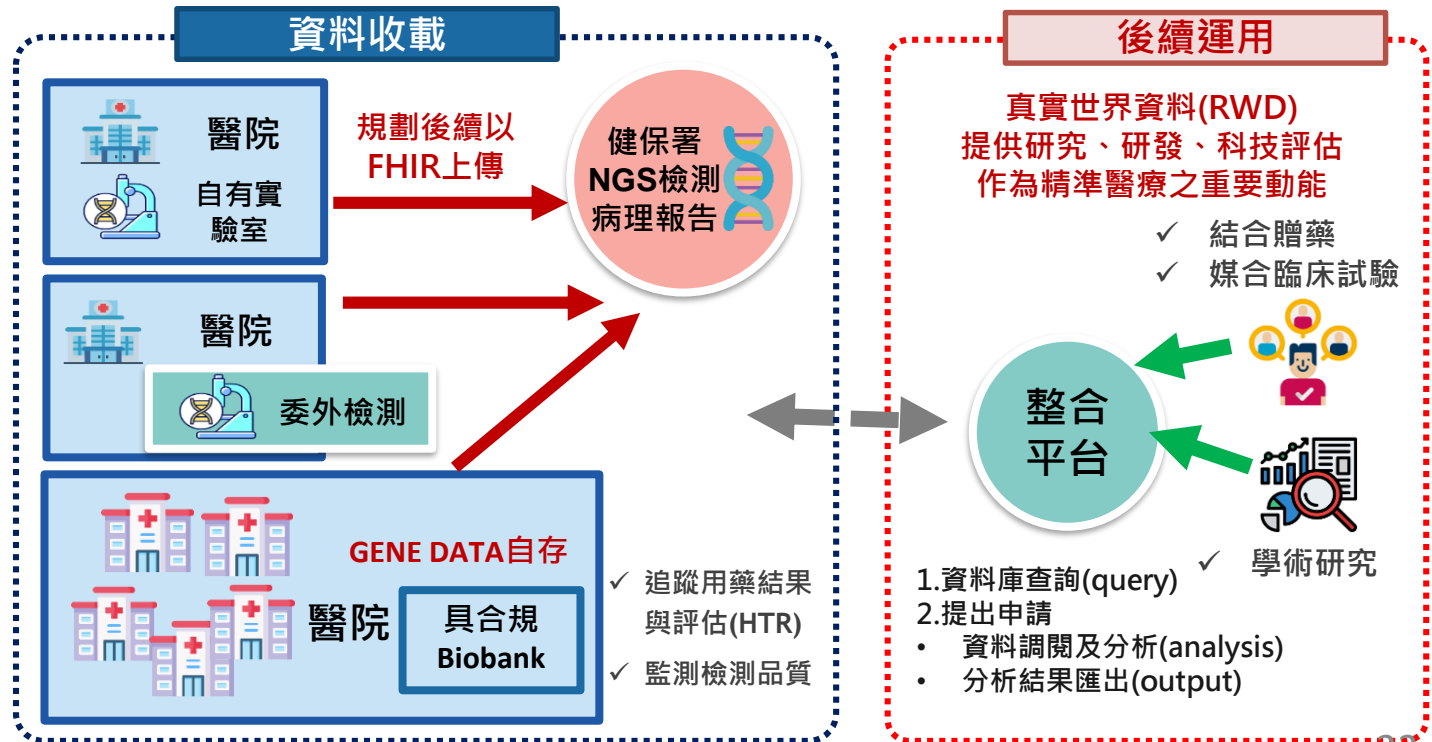 資料收載
醫院
自有實
驗室
規劃後續以
FHIR上傳
健保署
NGS檢測
病理報告
醫院
委外檢測
GENE DATA自存
醫院
具合規
Biobank
✓ 追蹤用藥結果
與評估(HTR)
✓ 監測檢測品質
後續運用
真實世界資料(RWD)
提供研究、研發、科技評估
作為精準醫療之重要動能
✓ 結合贈藥
✓ 媒合臨床試驗
整合
平台
✓ 學術研究
1.資料庫查詢(query)
2.提出申請
• 資料調閱及分析(analysis)
• 分析結果匯出(output)